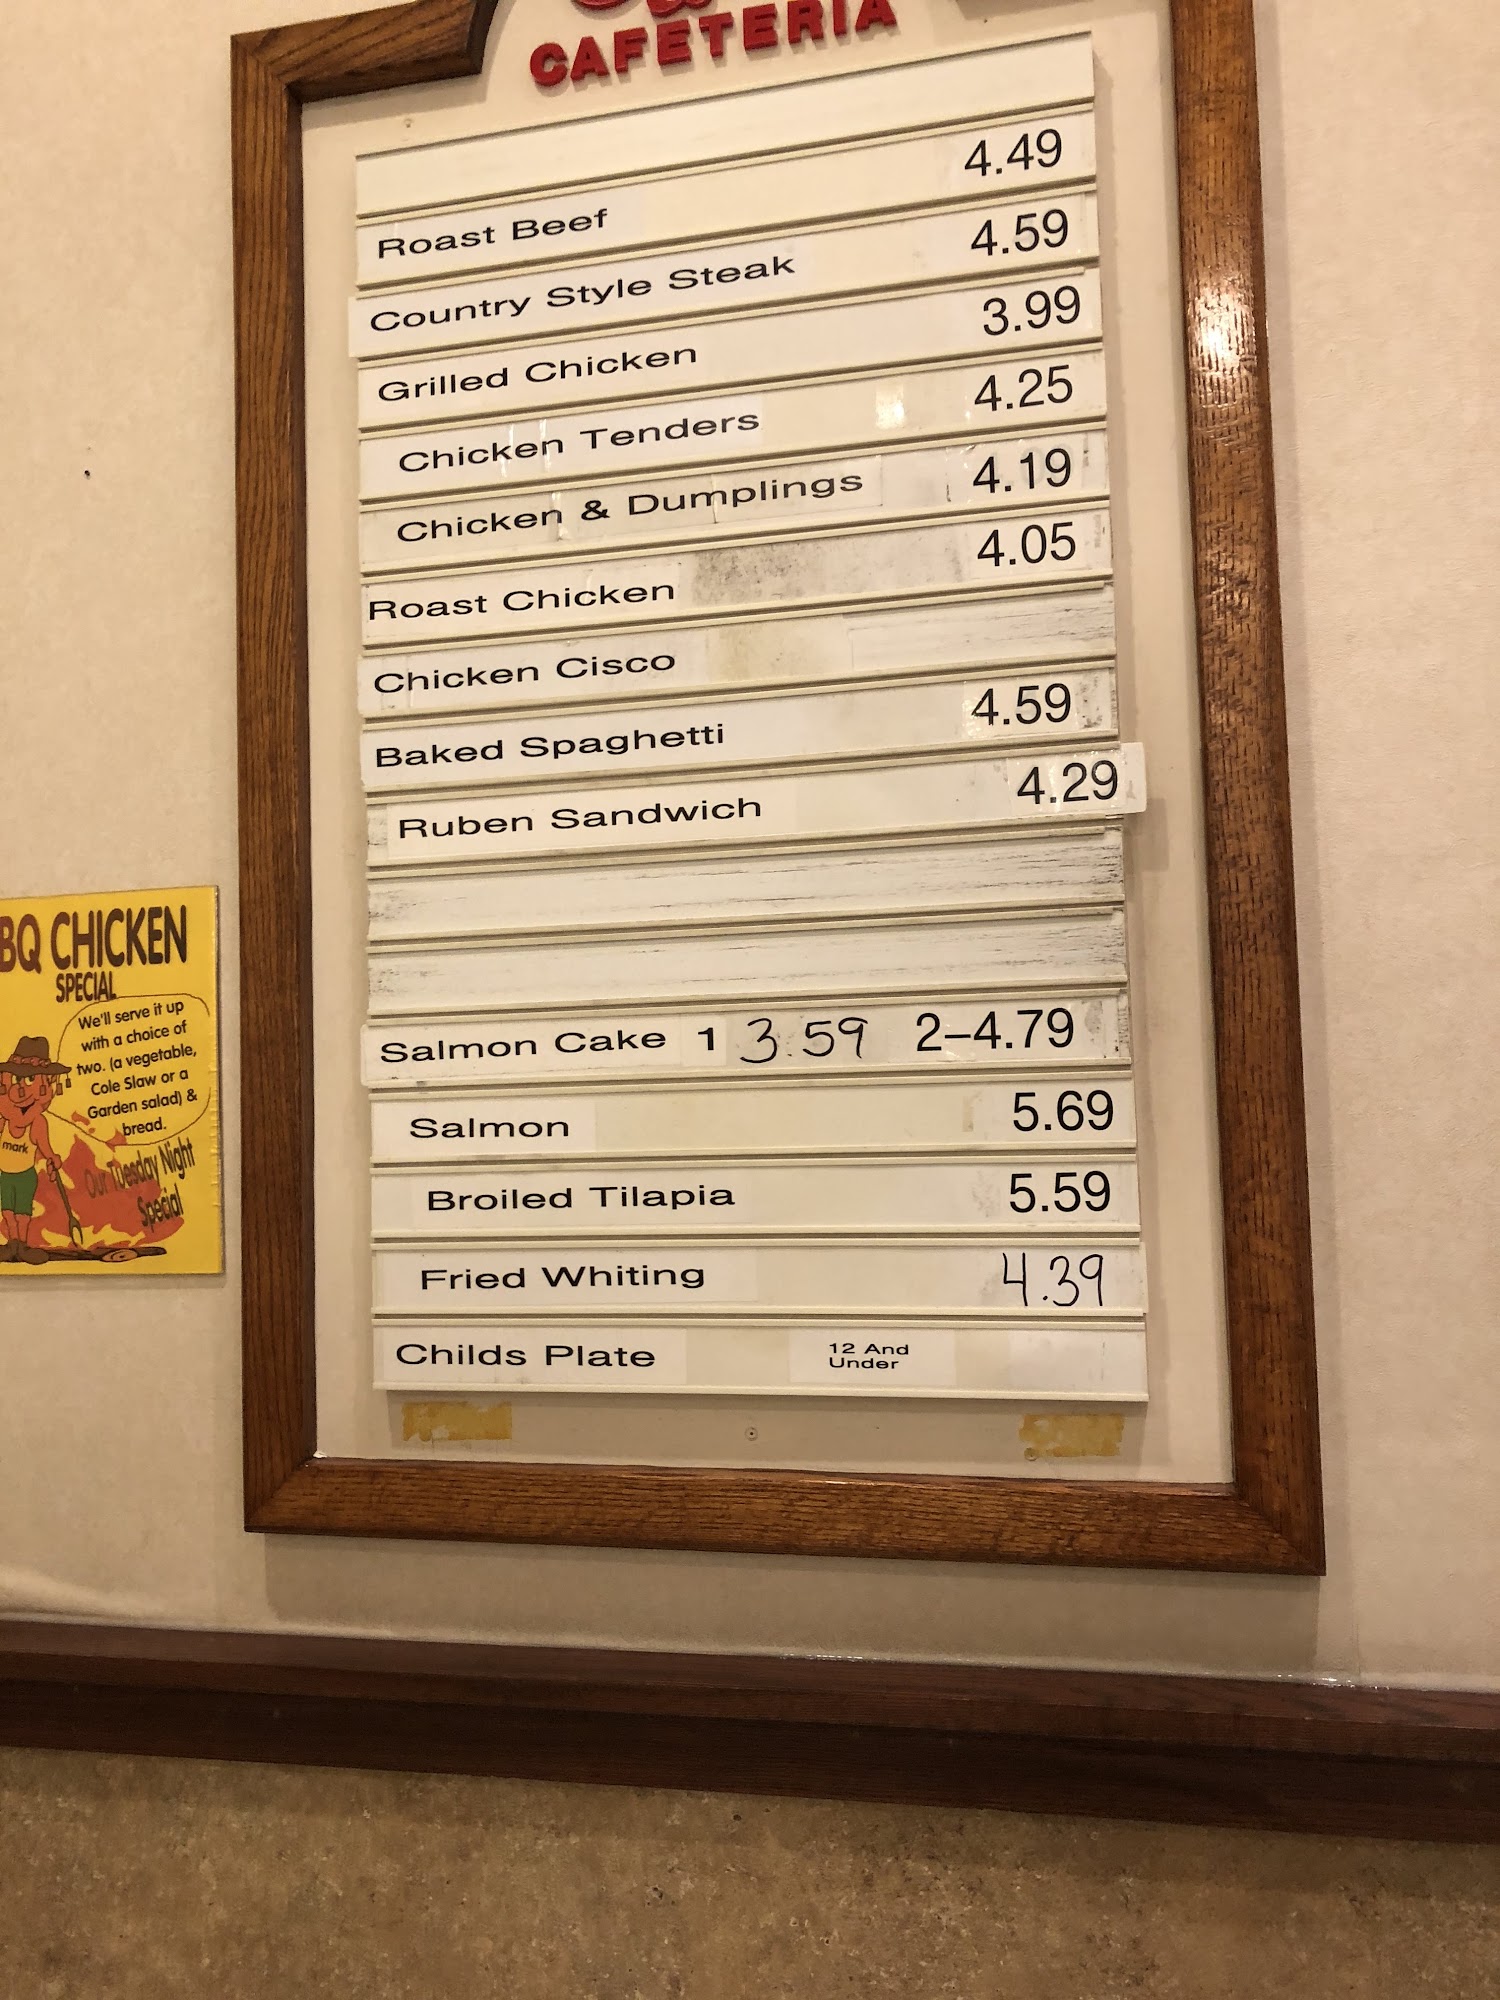 CAFETERIA
Roast Beef 4.49
Country Style Steak 4.59
Grilled Chicken 3.99
Chicken Tenders 4.25
Chicken & Dumplings 4.19
Roast Chicken 4.05
Chicken Cisco
Baked Spaghetti 4.59
Ruben Sandwich 4.29
Salmon Cake 1 3.59 2–4.79
Salmon 5.69
Broiled Tilapia 5.59
Fried Whiting 4.39
Childs Plate 12 And
Under
BQ CHICKEN
SPECIAL
We'll serve it up
with a choice of
two. (a vegetable,
Cole Slaw or a
Garden salad) &
bread.
mark
Our Tuesday Night
Special